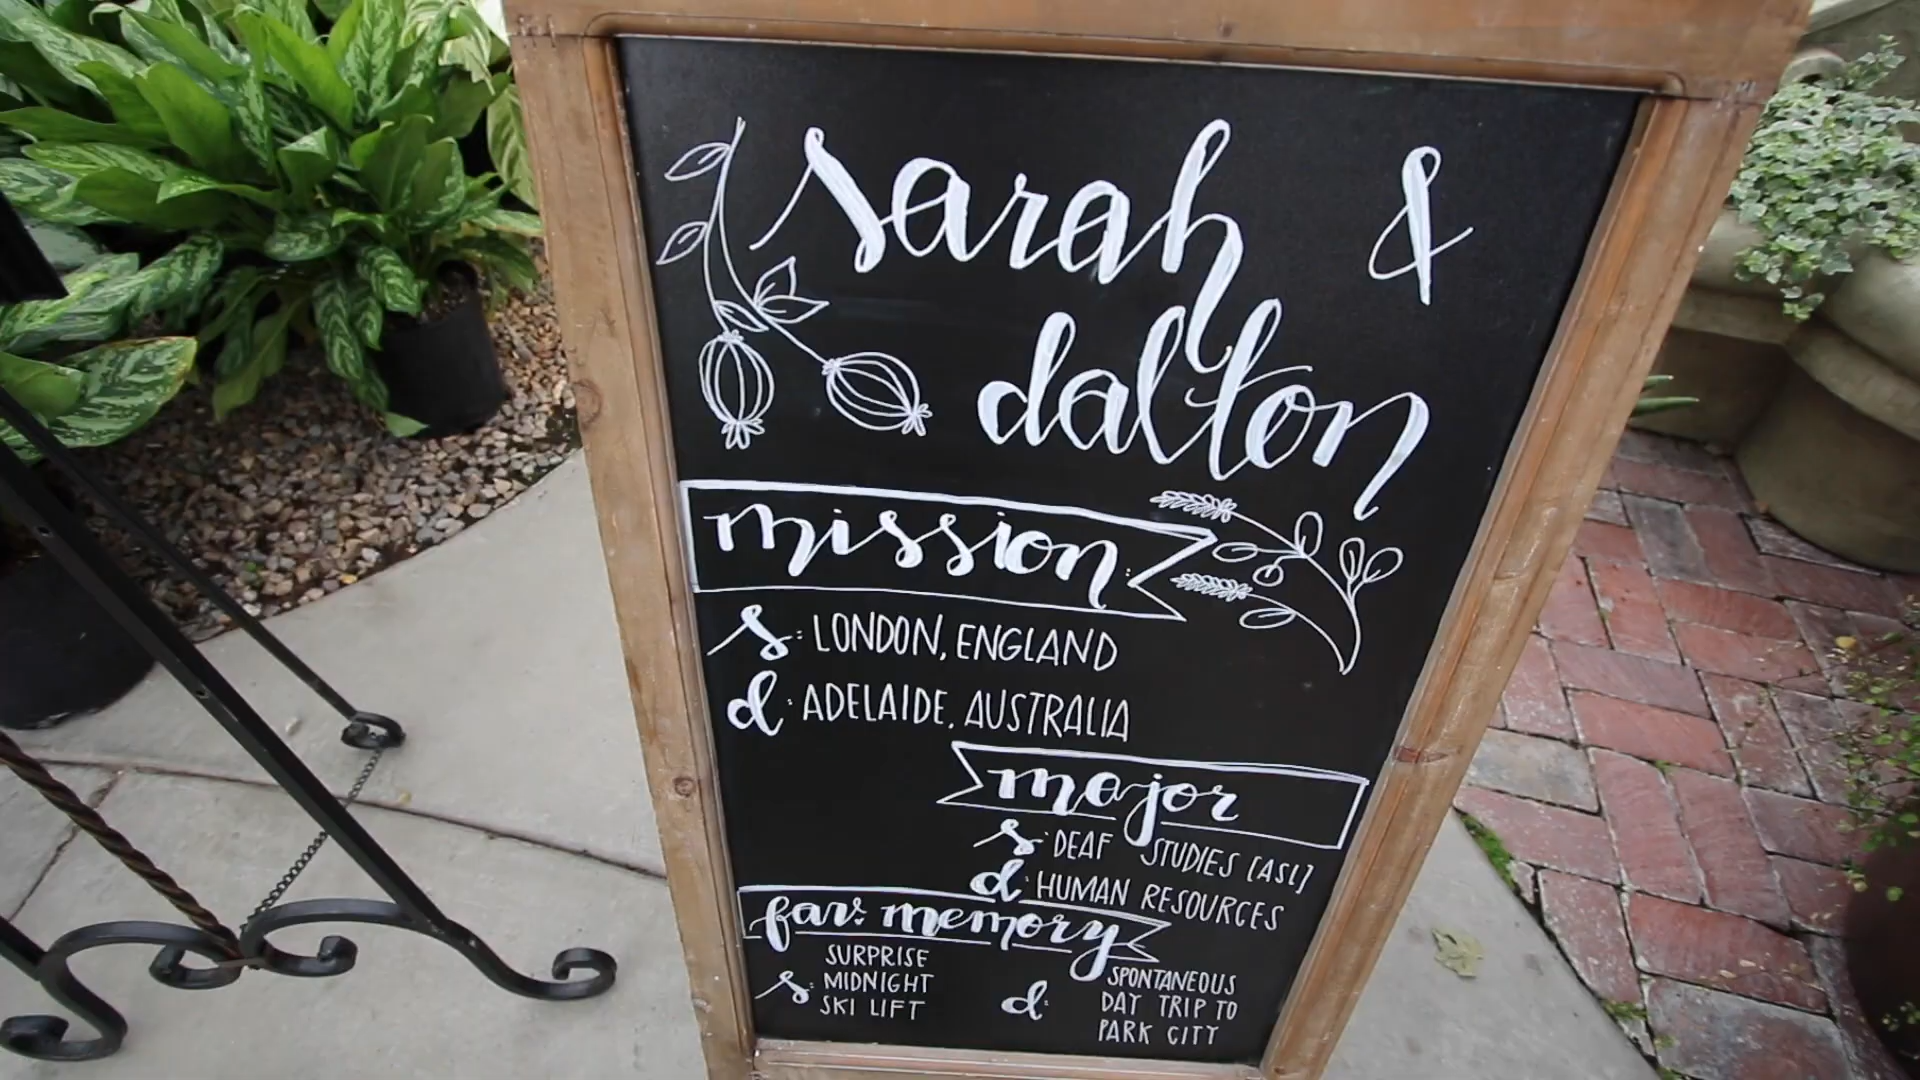 sarah &
dalton
mission:
s: LONDON, ENGLAND
d: ADELAIDE, AUSTRALIA
major
s: DEAF STUDIES [ASL]
d: HUMAN RESOURCES
fav. memory
s: SURPRISE
MIDNIGHT
SKI LIFT
d: SPONTANEOUS
DAY TRIP TO
PARK CITY